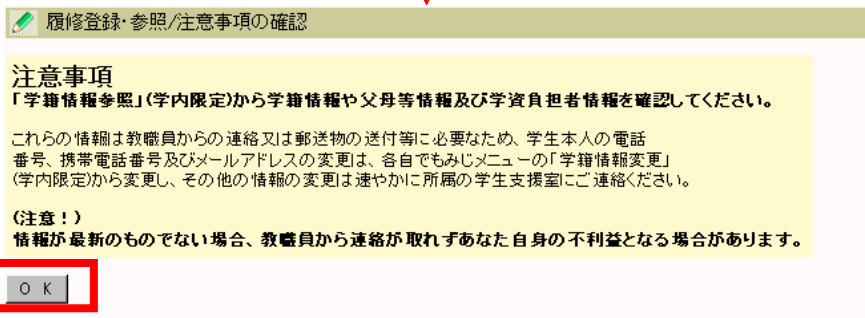 履修登録・参照/注意事項の確認
注意事項
「学籍情報参照」(学内限定)から学籍情報や父母等情報及び学資負担者情報を確認してください。
これらの情報は教職員からの連絡又は郵送物の送付等に必要なため、学生本人の電話
番号、携帯電話番号及びメールアドレスの変更は、各自でもみじメニューの「学籍情報変更」
(学内限定)から変更し、その他の情報の変更は速やかに所属の学生支援室にご連絡ください。
(注意！)
情報が最新のものでない場合、教職員から連絡が取れずあなた自身の不利益となる場合があります。
ＯＫ